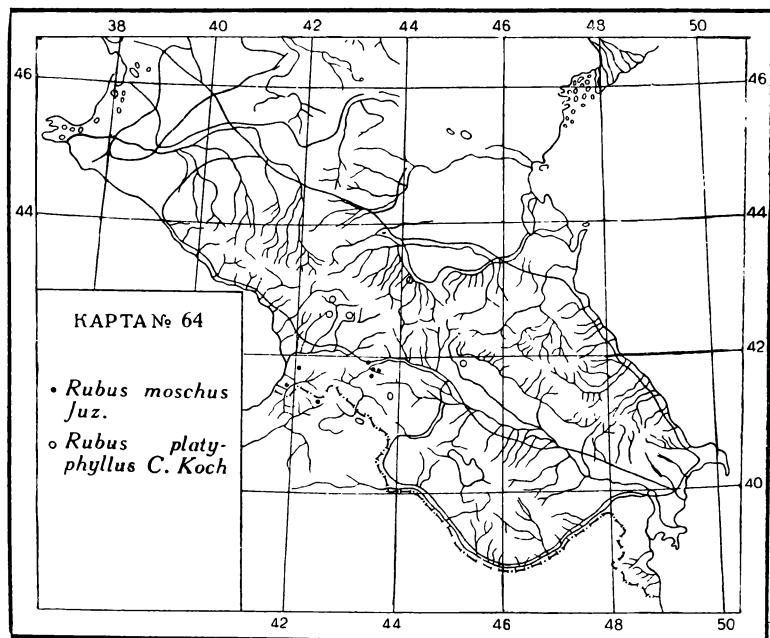 38 40 42 44 46 48 50
46 46
44 44
КАРТА № 64
42
• Rubus moschus
Juz.
○ Rubus platy-
phyllus C. Koch
40
42 44 46 48 50